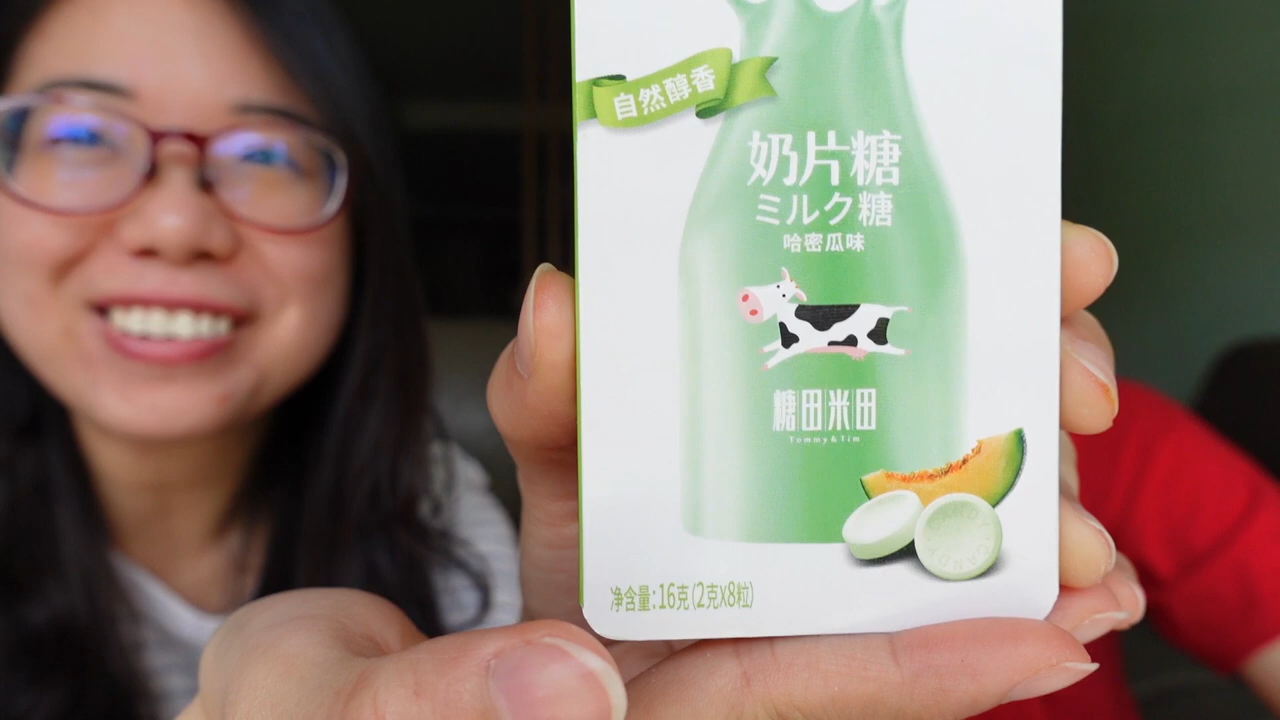 自然醇香
奶片糖
ミルク糖
哈密瓜味
糖田米田
Tommy & Tim
净含量:16克(2克X8粒)